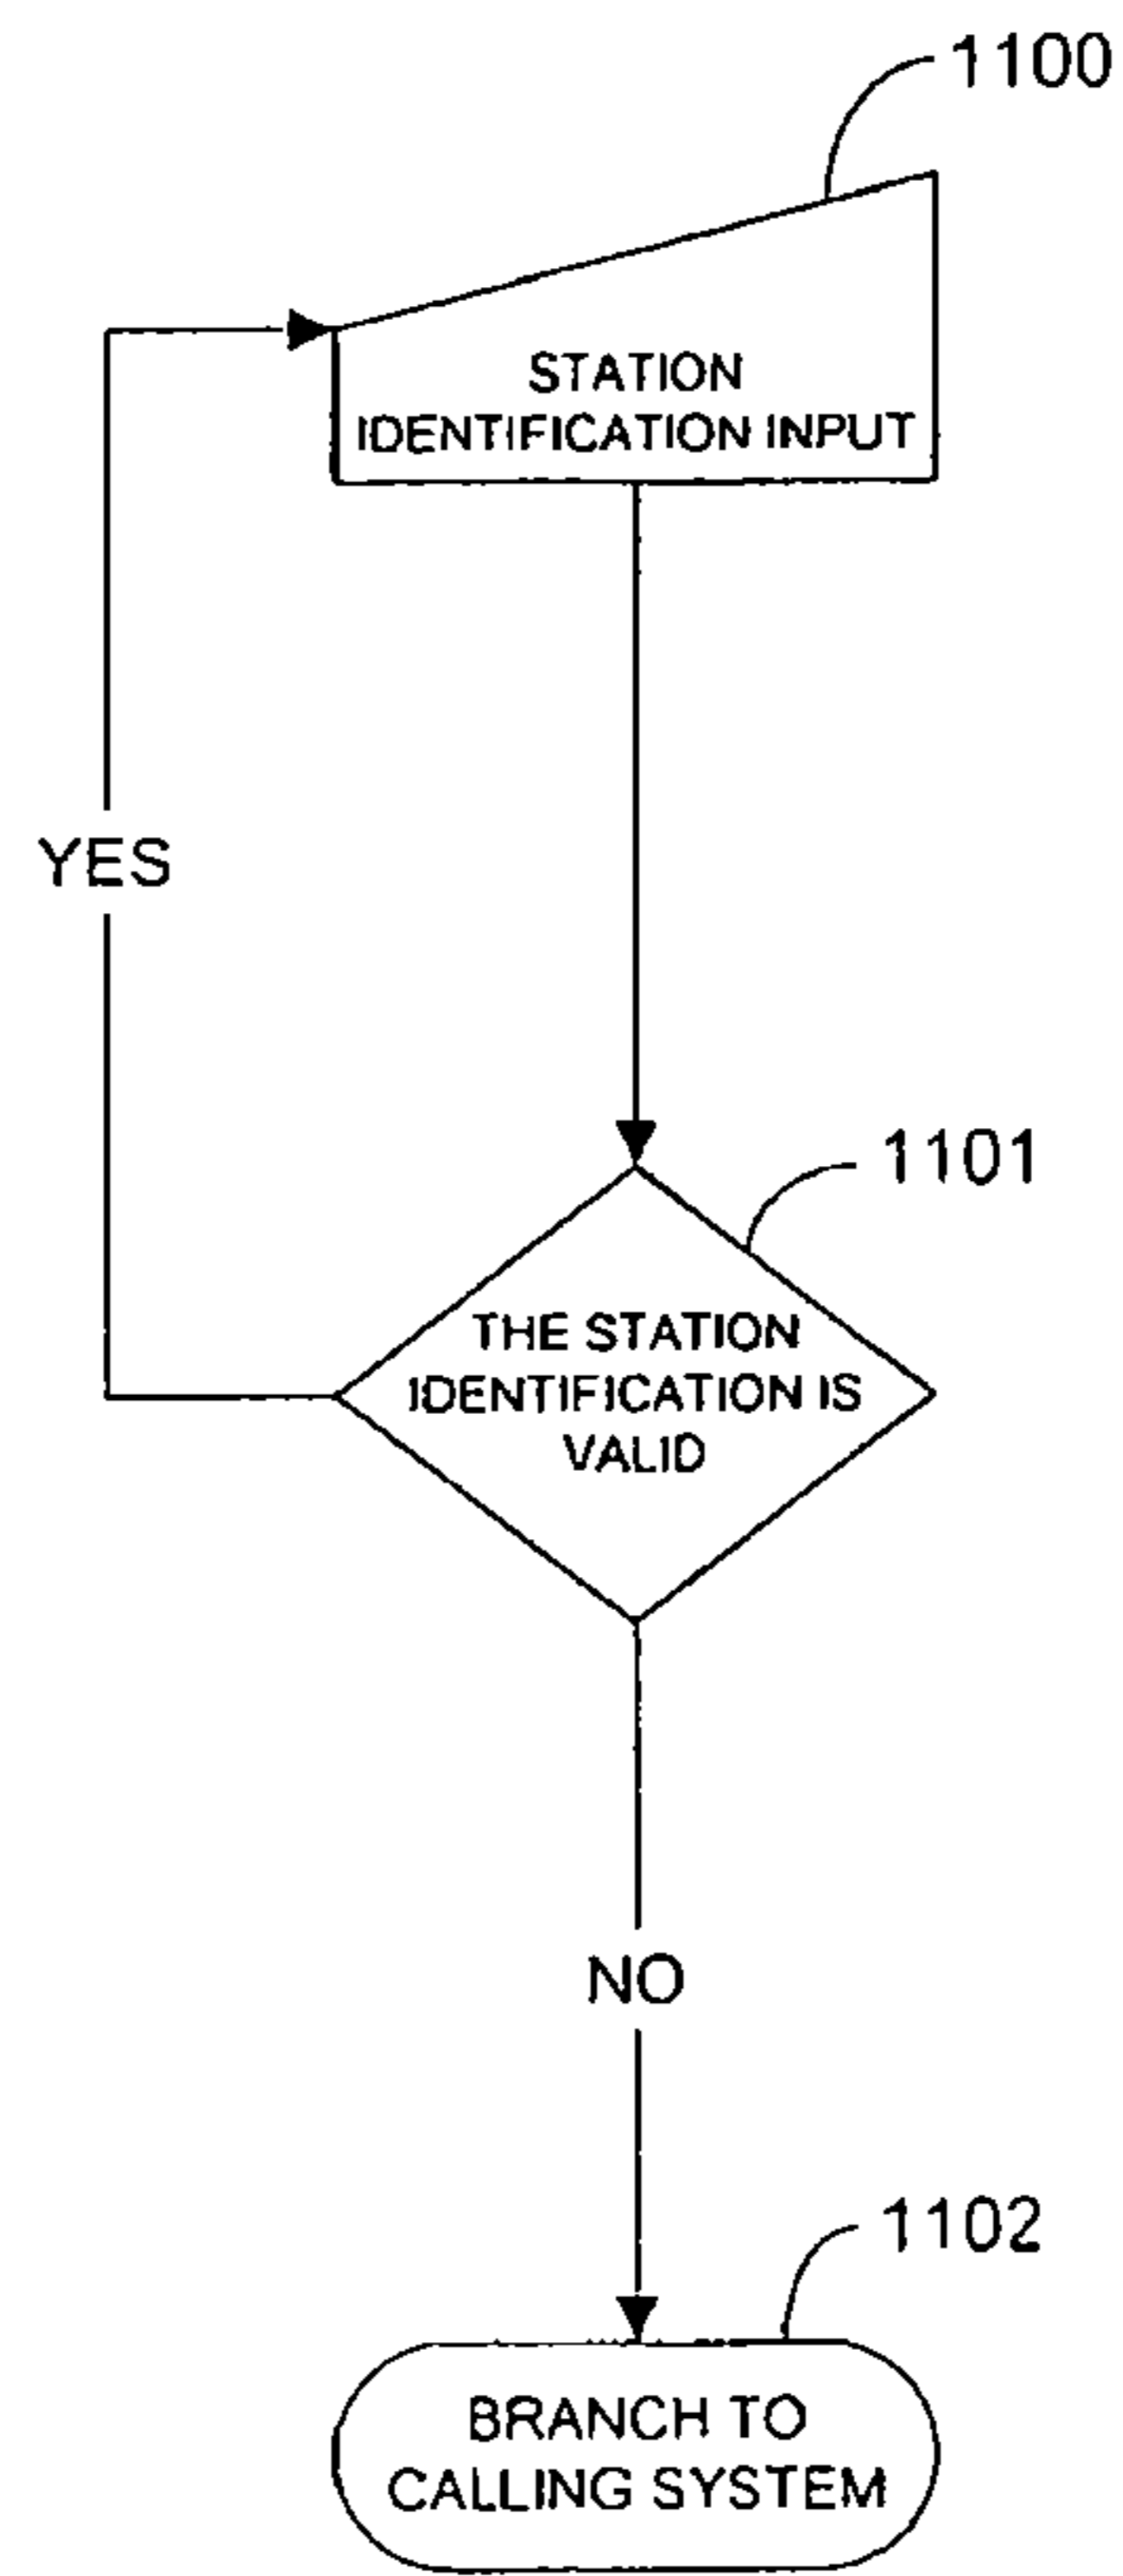 1100
STATION
IDENTIFICATION INPUT
YES
1101
THE STATION
IDENTIFICATION IS
VALID
NO
1102
BRANCH TO
CALLING SYSTEM